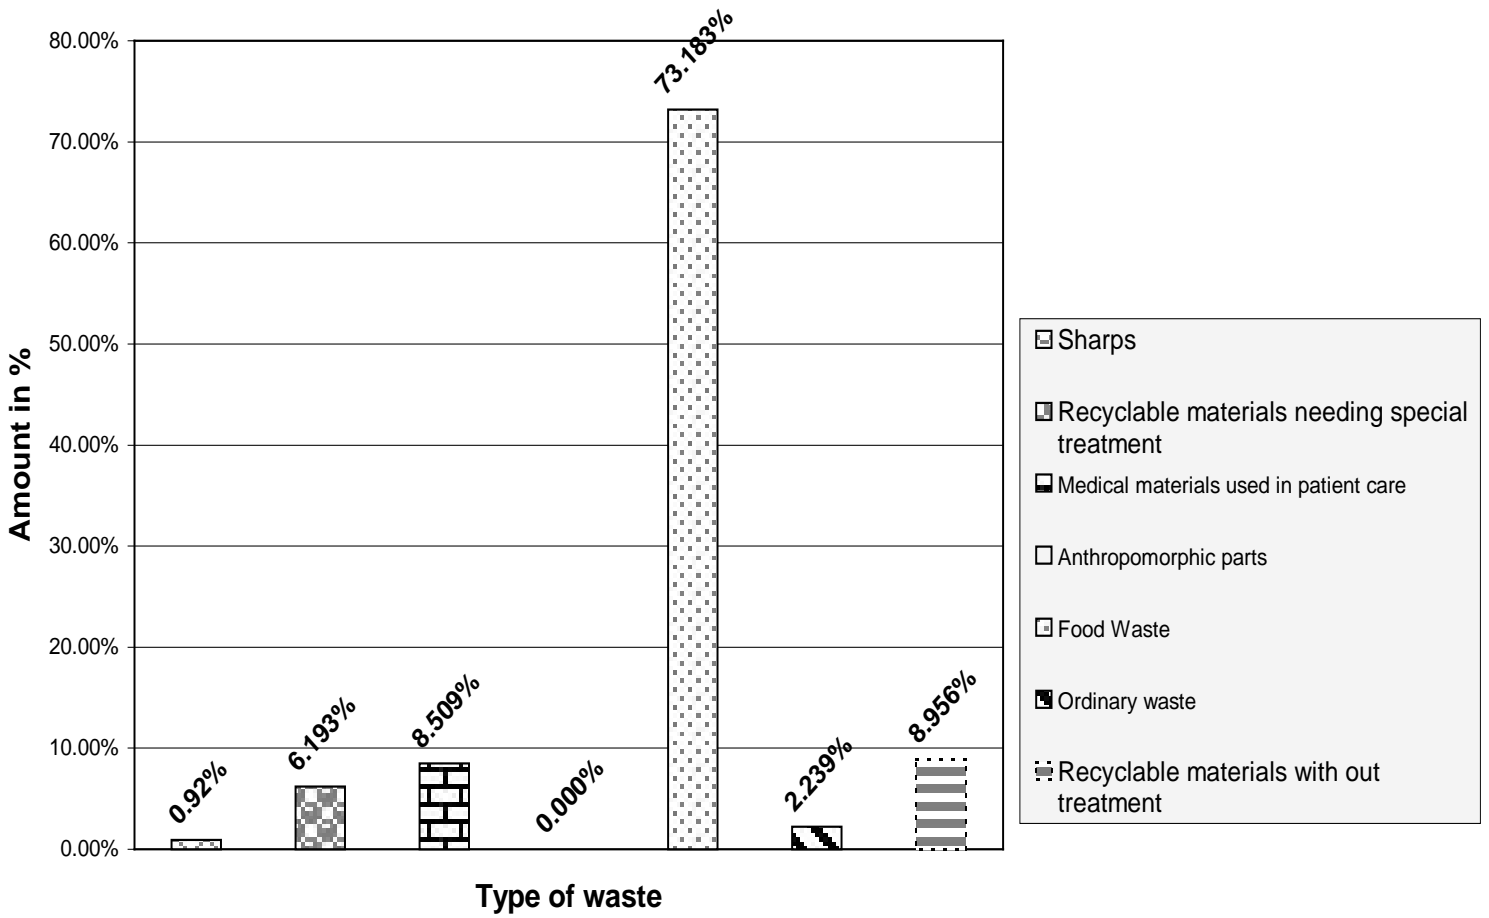 80.00%
70.00%
60.00%
50.00%
40.00%
30.00%
20.00%
10.00%
0.00%
Amount in %
0.92%
6.193%
8.509%
0.000%
73.183%
2.239%
8.956%
Type of waste
Sharps
Recyclable materials needing special
treatment
Medical materials used in patient care
Anthropomorphic parts
Food Waste
Ordinary waste
Recyclable materials with out
treatment